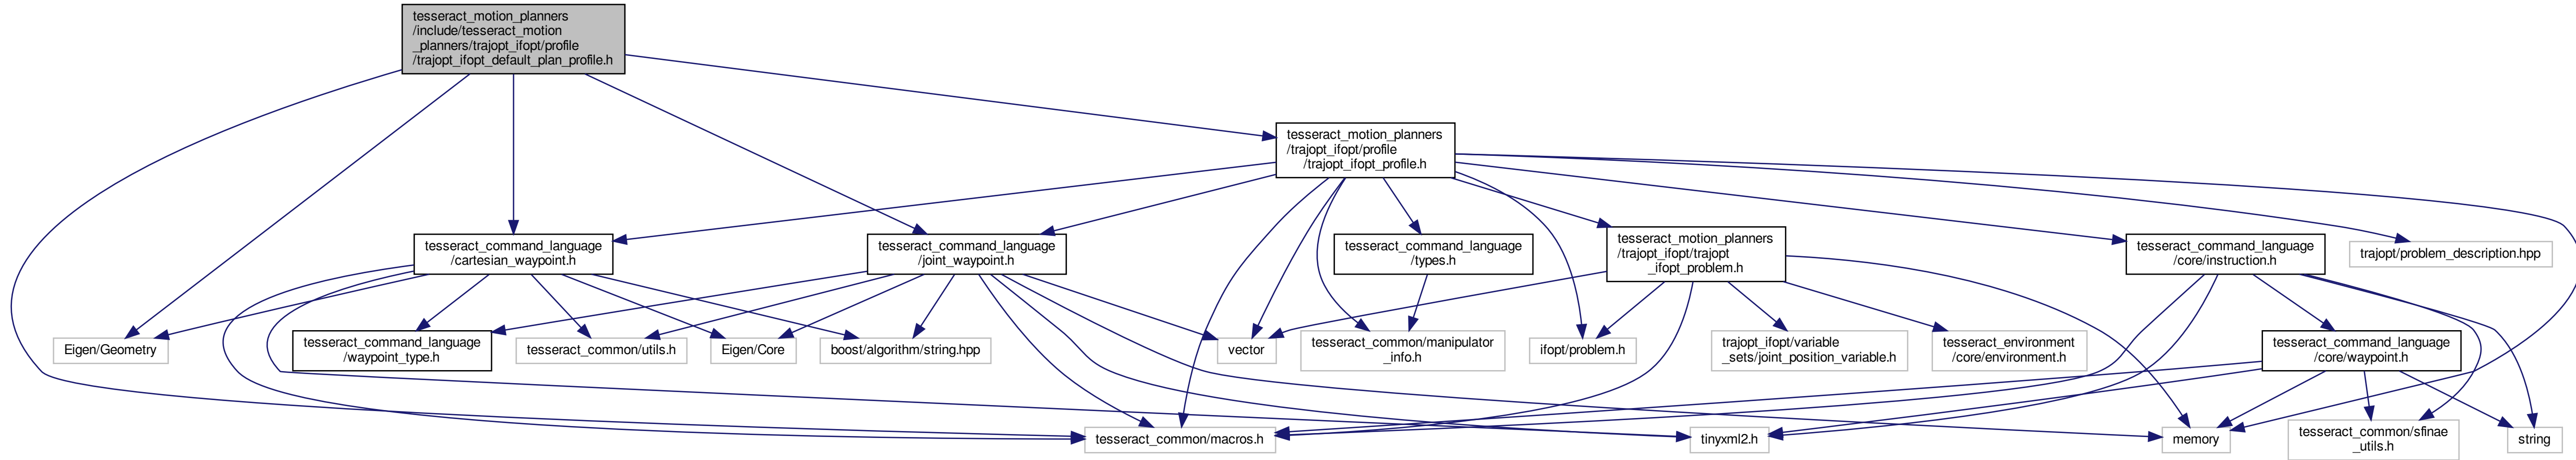 tesseract_motion_planners
/include/tesseract_motion
_planners/trajopt_ifopt/profile
/trajopt_ifopt_default_plan_profile.h
tesseract_motion_planners
/trajopt_ifopt/profile
/trajopt_ifopt_profile.h
tesseract_command_language
/cartesian_waypoint.h
tesseract_command_language
/joint_waypoint.h
tesseract_command_language
/types.h
tesseract_motion_planners
/trajopt_ifopt/trajopt
_ifopt_problem.h
tesseract_command_language
/core/instruction.h
trajopt/problem_description.hpp
Eigen/Geometry
tesseract_command_language
/waypoint_type.h
tesseract_common/utils.h
Eigen/Core
boost/algorithm/string.hpp
vector
tesseract_common/manipulator
_info.h
ifopt/problem.h
trajopt_ifopt/variable
_sets/joint_position_variable.h
tesseract_environment
/core/environment.h
tesseract_command_language
/core/waypoint.h
tesseract_common/macros.h
tinyxml2.h
memory
tesseract_common/sfinae
_utils.h
string